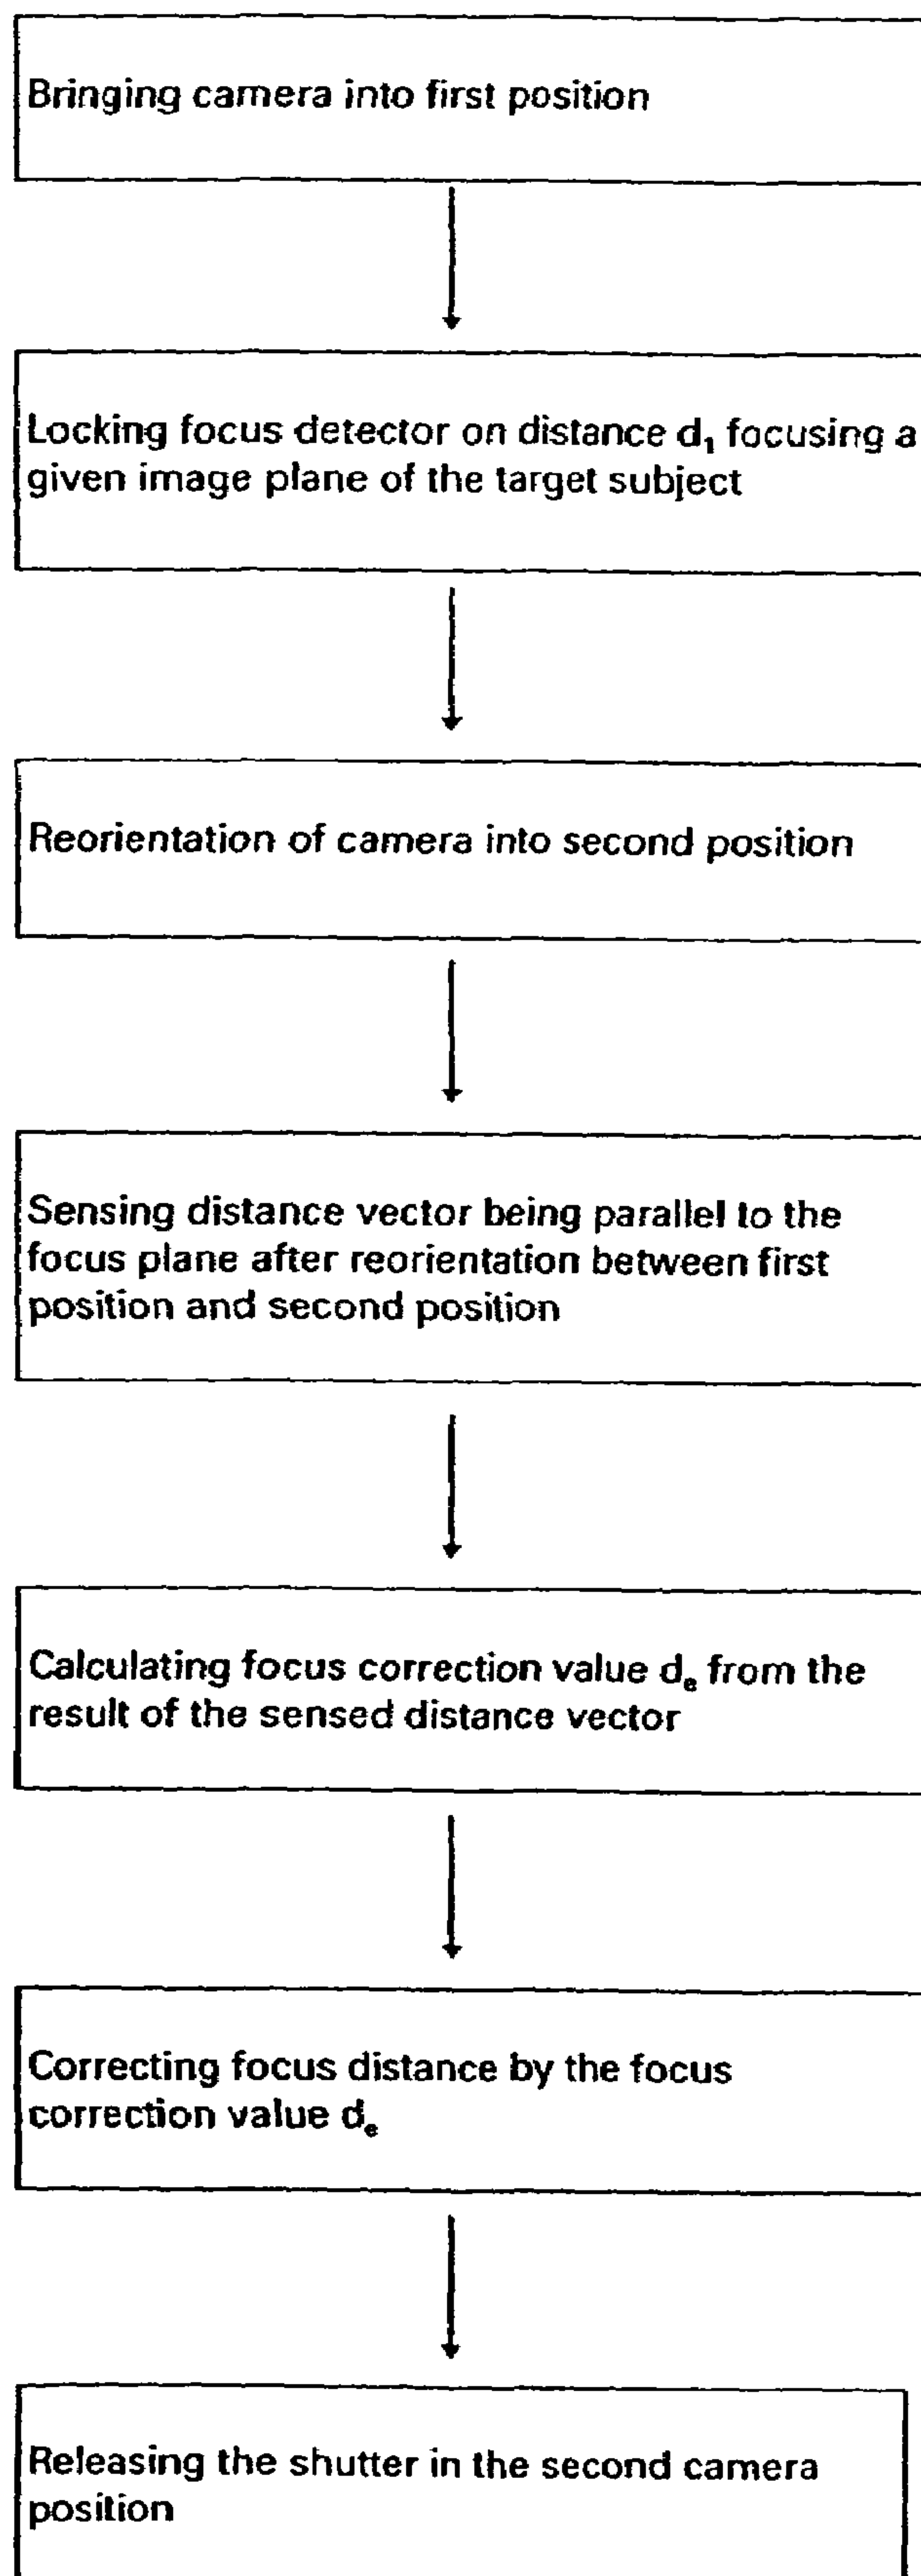 Bringing camera into first position
Locking focus detector on distance d₁ focusing a
given image plane of the target subject
Reorientation of camera into second position
Sensing distance vector being parallel to the
focus plane after reorientation between first
position and second position
Calculating focus correction value dₑ from the
result of the sensed distance vector
Correcting focus distance by the focus
correction value dₑ
Releasing the shutter in the second camera
position